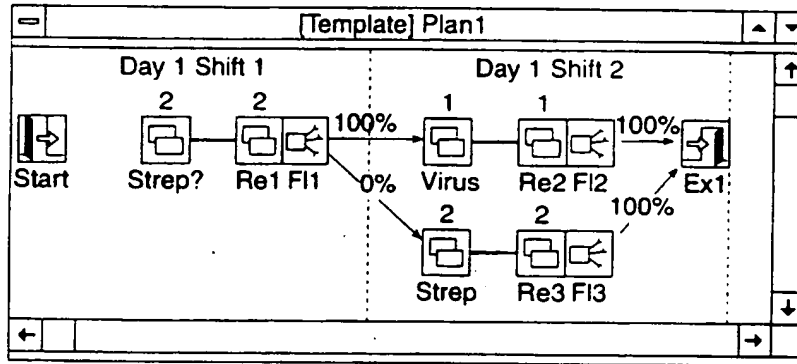 [Template] Plan1
Day 1 Shift 1 Day 1 Shift 2
2 2 1 1
100% 100%
Start Strep? Re1 Fl1 Virus Re2 Fl2 Ex1
0% 2 2 100%
Strep Re3 Fl3